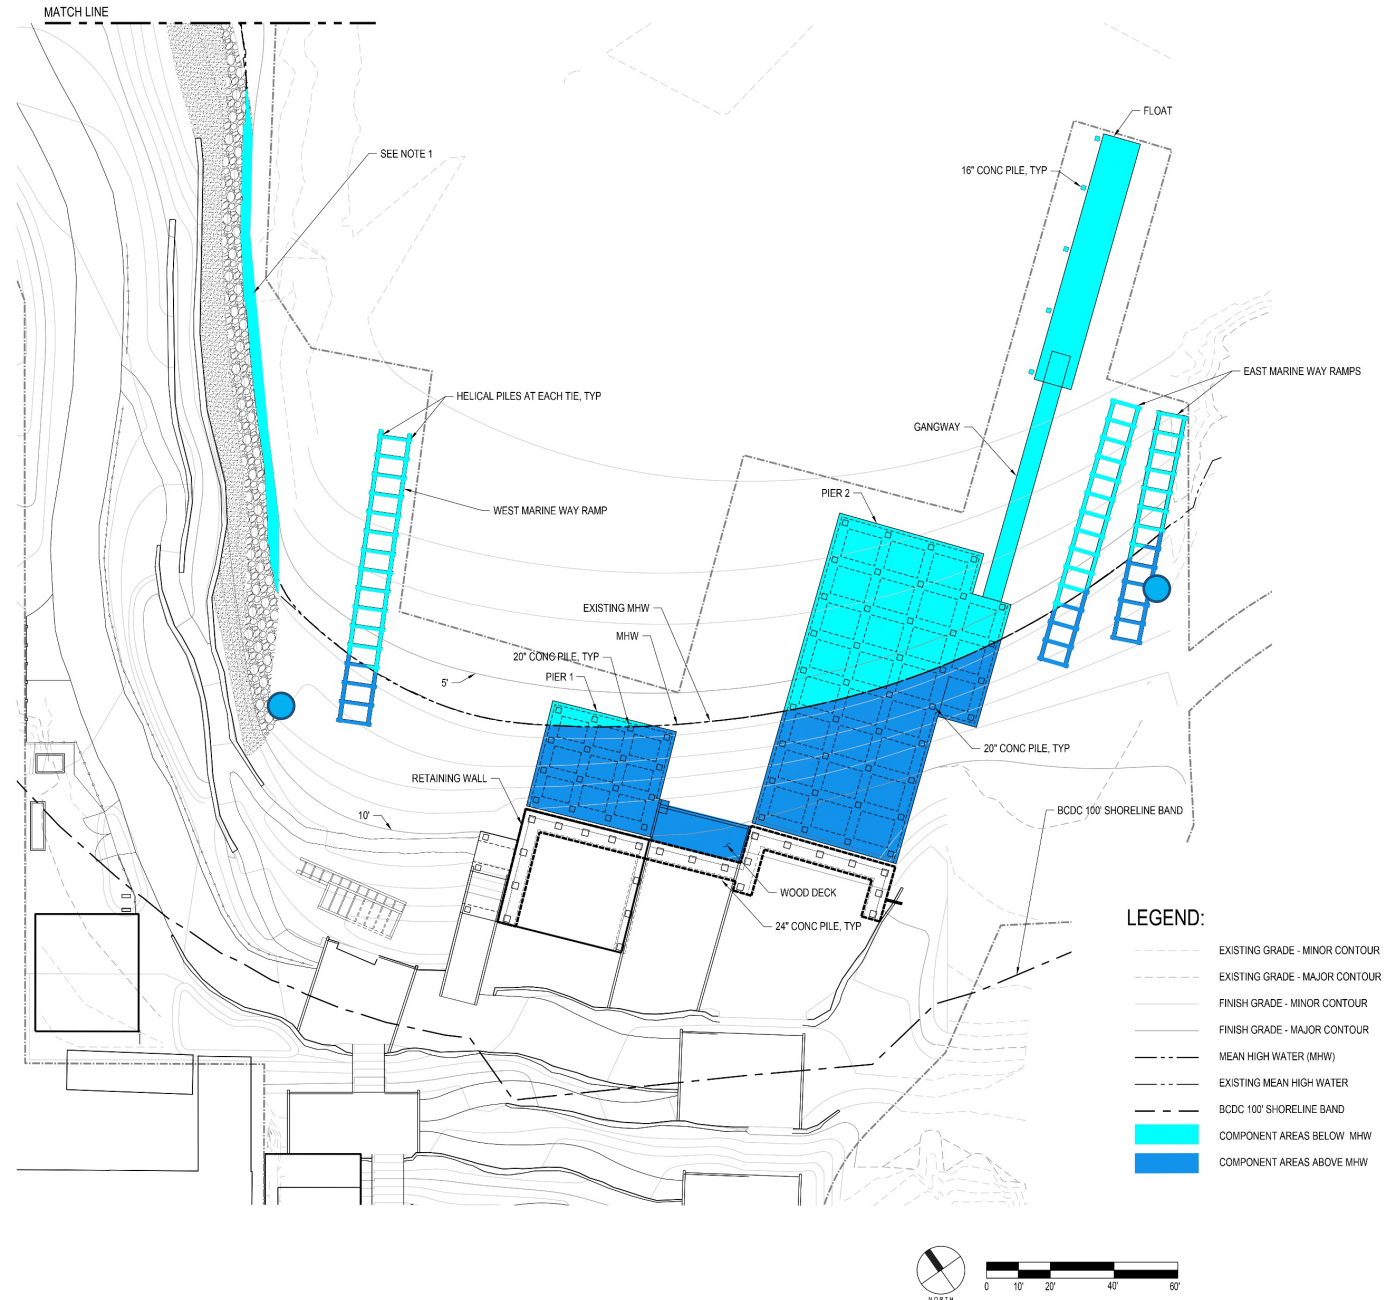 MATCH LINE
FLOAT
SEE NOTE 1
16" CONC PILE, TYP
EAST MARINE WAY RAMPS
HELICAL PILES AT EACH TIE, TYP
GANGWAY
PIER 2
WEST MARINE WAY RAMP
EXISTING MHW
MHW
20" CONC PILE, TYP
PIER 1
5'
20" CONC PILE, TYP
RETAINING WALL
10'
BCDC 100' SHORELINE BAND
WOOD DECK
24" CONC PILE, TYP
LEGEND:
EXISTING GRADE - MINOR CONTOUR
EXISTING GRADE - MAJOR CONTOUR
FINISH GRADE - MINOR CONTOUR
FINISH GRADE - MAJOR CONTOUR
MEAN HIGH WATER (MHW)
EXISTING MEAN HIGH WATER
BCDC 100' SHORELINE BAND
COMPONENT AREAS BELOW MHW
COMPONENT AREAS ABOVE MHW
NORTH
0 10' 20' 40' 60'